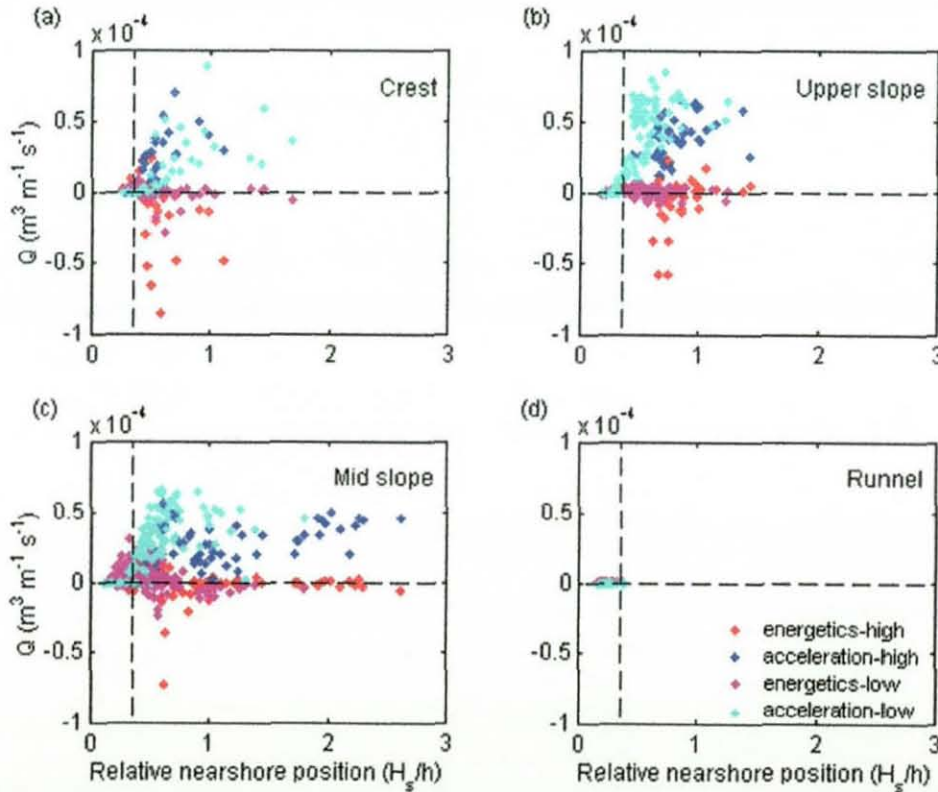 (a)
x 10⁻⁴
1
0.5
0
-0.5
-1
0
1
2
3
Crest
Q (m³ m⁻¹ s⁻¹)
(b)
x 10⁻⁴
1
0.5
0
-0.5
-1
0
1
2
3
Upper slope
(c)
x 10⁻⁴
1
0.5
0
-0.5
-1
0
1
2
3
Mid slope
Q (m³ m⁻¹ s⁻¹)
Relative nearshore position (Hₛ/h)
(d)
x 10⁻⁴
1
0.5
0
-0.5
-1
0
1
2
3
Runnel
energetics-high
acceleration-high
energetics-low
acceleration-low
Relative nearshore position (Hₛ/h)